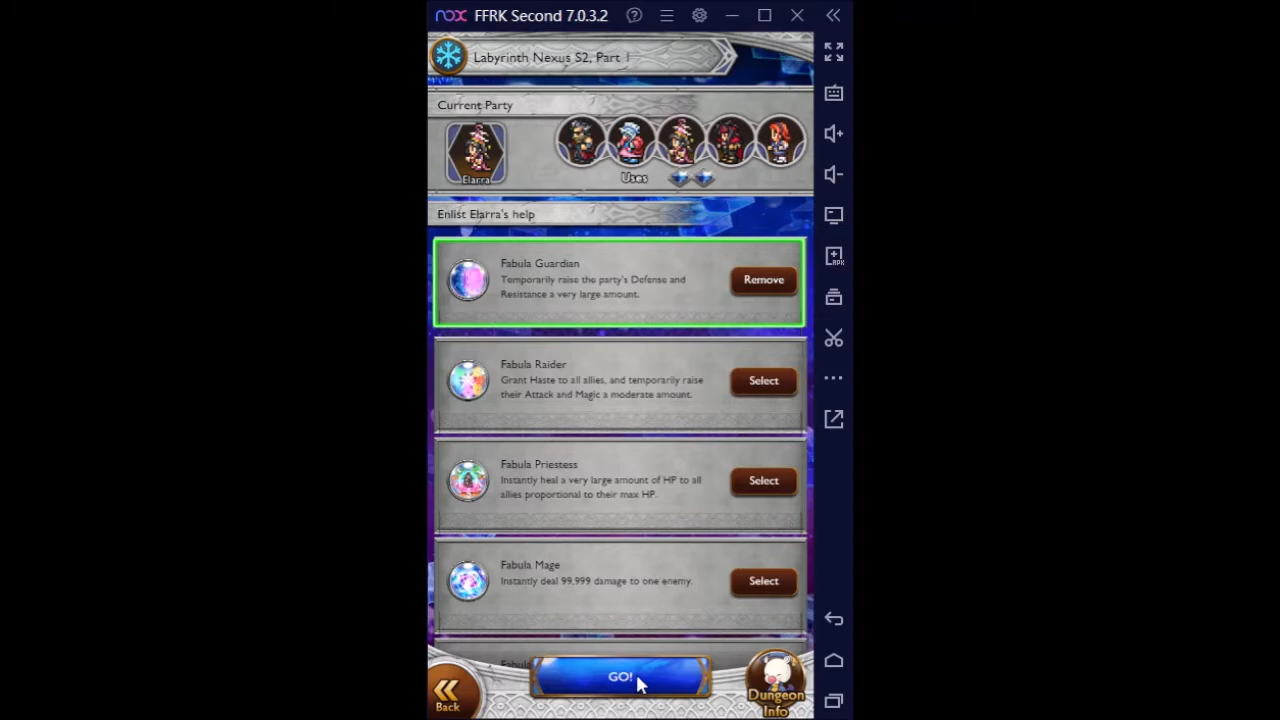 nox FFRK Second 7.0.3.2
Labyrinth Nexus S2, Part 1
Current Party
Elarra
Uses
Enlist Elarra's help
Fabula Guardian
Temporarily raise the party's Defense and
Resistance a very large amount.
Remove
Fabula Raider
Grant Haste to all allies, and temporarily raise
their Attack and Magic a moderate amount.
Select
Fabula Priestess
Instantly heal a very large amount of HP to all
allies proportional to their max HP.
Select
Fabula Mage
Instantly deal 99,999 damage to one enemy.
Select
GO!
Back
Dungeon
Info